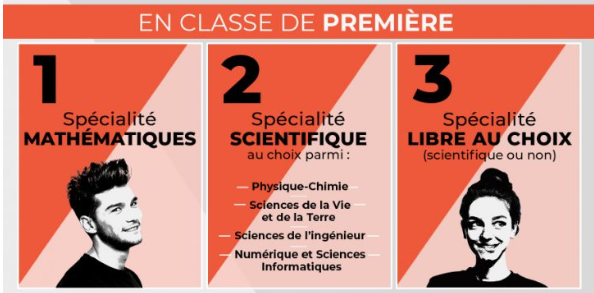 EN CLASSE DE PREMIÈRE
1
Spécialité
MATHÉMATIQUES
2
Spécialité
SCIENTIFIQUE
au choix parmi :
— Physique-Chimie —
— Sciences de la Vie —
et de la Terre
— Sciences de l'ingénieur —
— Numérique et Sciences —
Informatiques
3
Spécialité
LIBRE AU CHOIX
(scientifique ou non)